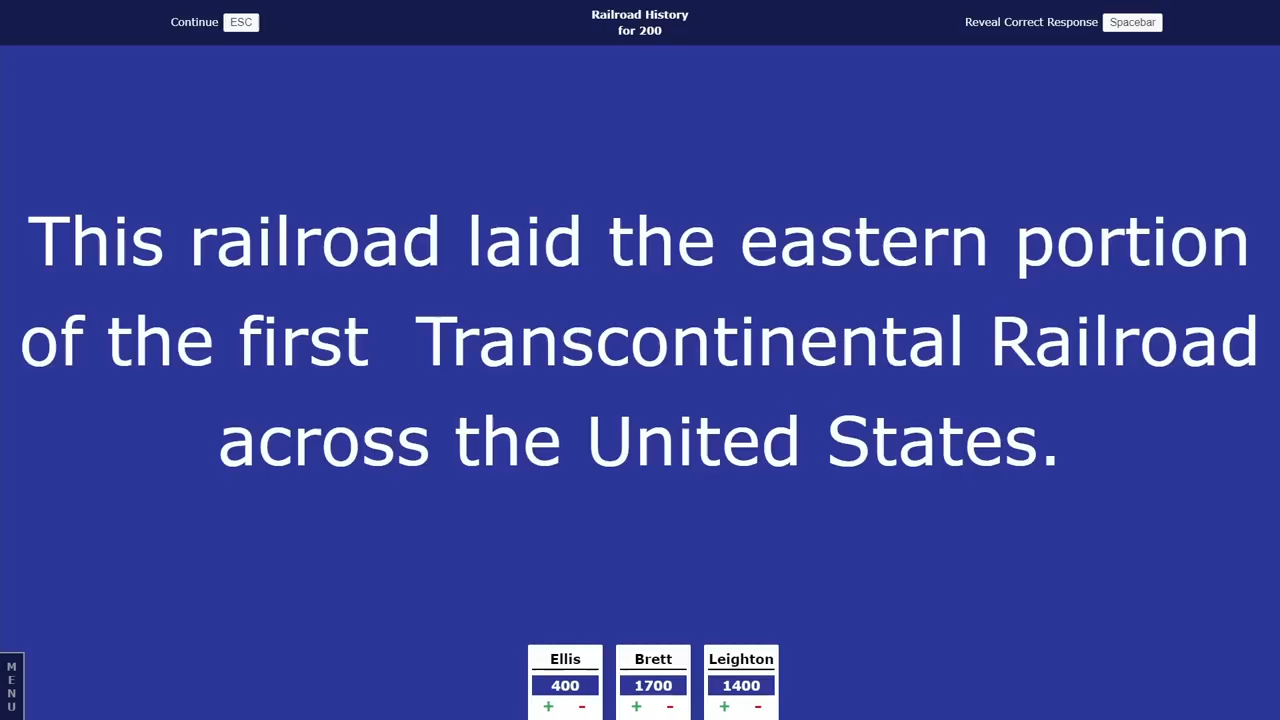 Continue ESC
Railroad History
for 200
Reveal Correct Response Spacebar
This railroad laid the eastern portion
of the first  Transcontinental Railroad
across the United States.
MENU
Ellis Brett Leighton
400 1700 1400
+ - + - + -